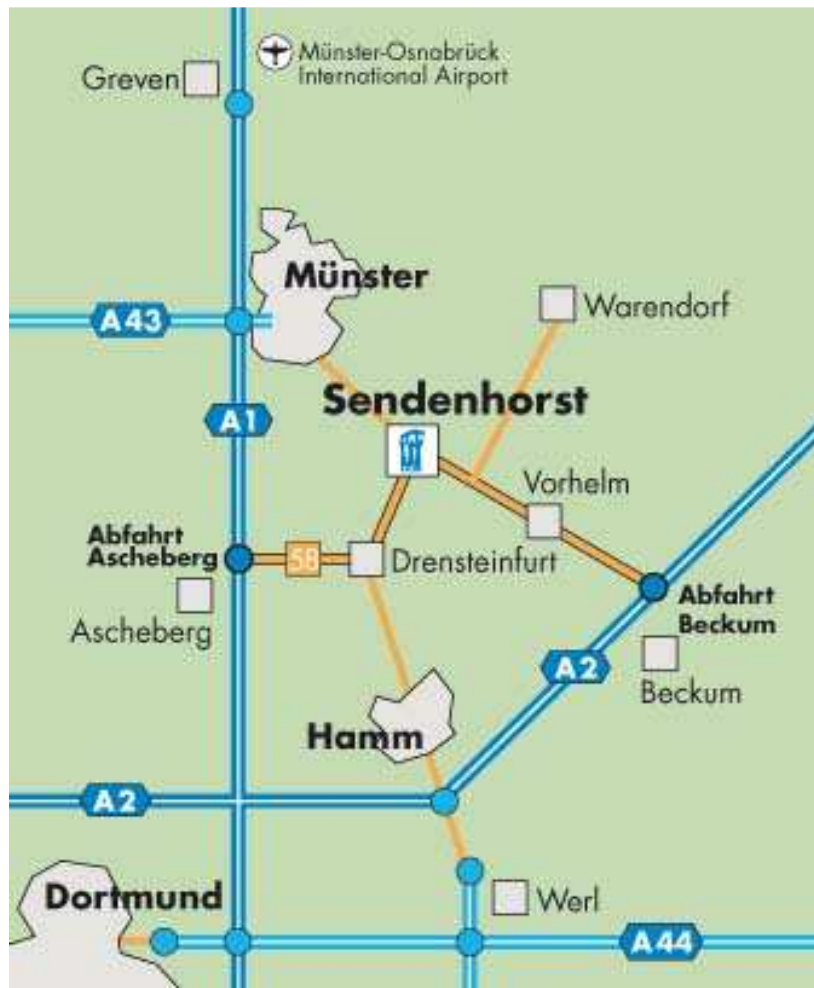 Münster-Osnabrück
International Airport
Greven
Münster
A43
Warendorf
Sendenhorst
A1
Vorhelm
Abfahrt
Ascheberg
58
Drensteinfurt
Abfahrt
Beckum
Ascheberg
A2
Beckum
Hamm
A2
Dortmund
Werl
A44